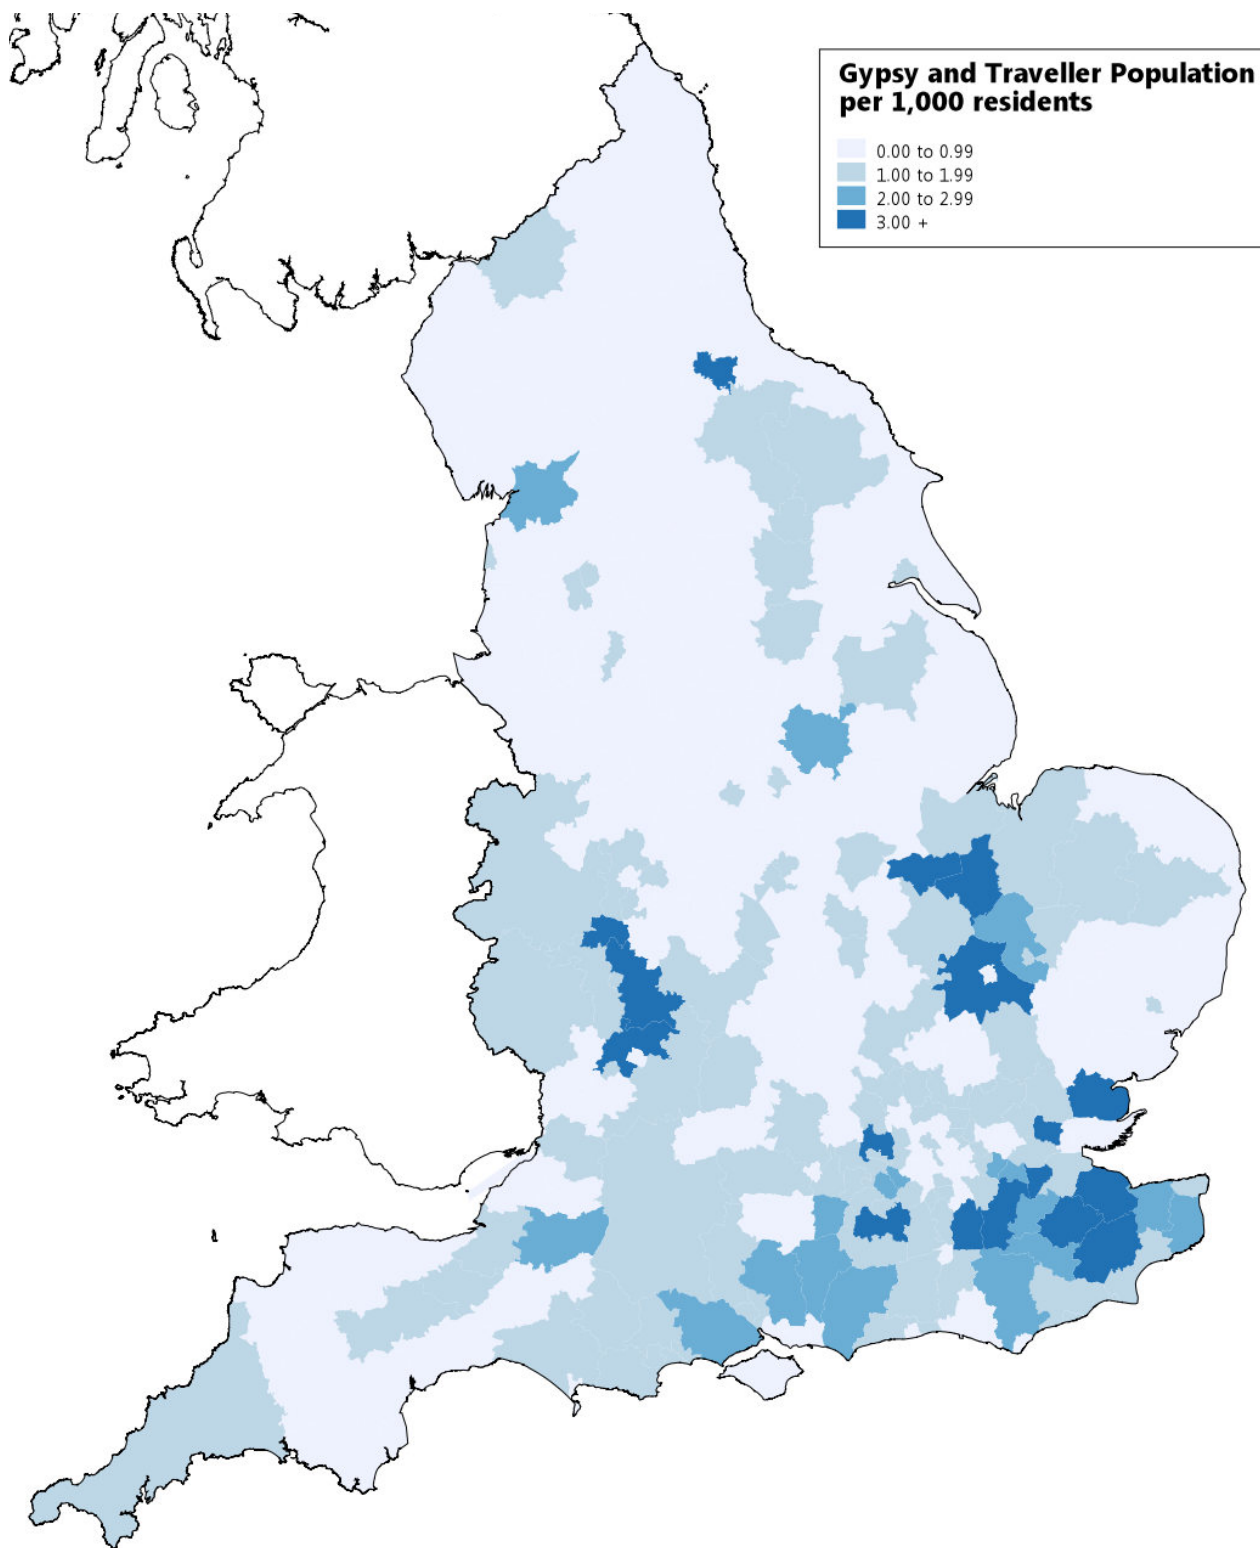 Gypsy and Traveller Population
per 1,000 residents
0.00 to 0.99
1.00 to 1.99
2.00 to 2.99
3.00 +